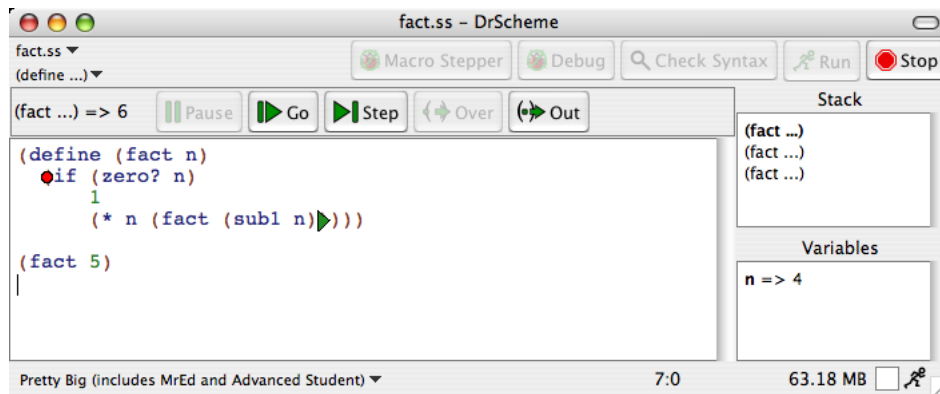 fact.ss – DrScheme
fact.ss
(define ...)
Macro Stepper Debug Check Syntax Run Stop
(fact ...) => 6 Pause Go Step Over Out
Stack
(fact ...)
(fact ...)
(fact ...)
(define (fact n)
if (zero? n)
1
(* n (fact (sub1 n))))
(fact 5)
Variables
n => 4
Pretty Big (includes MrEd and Advanced Student) 7:0 63.18 MB